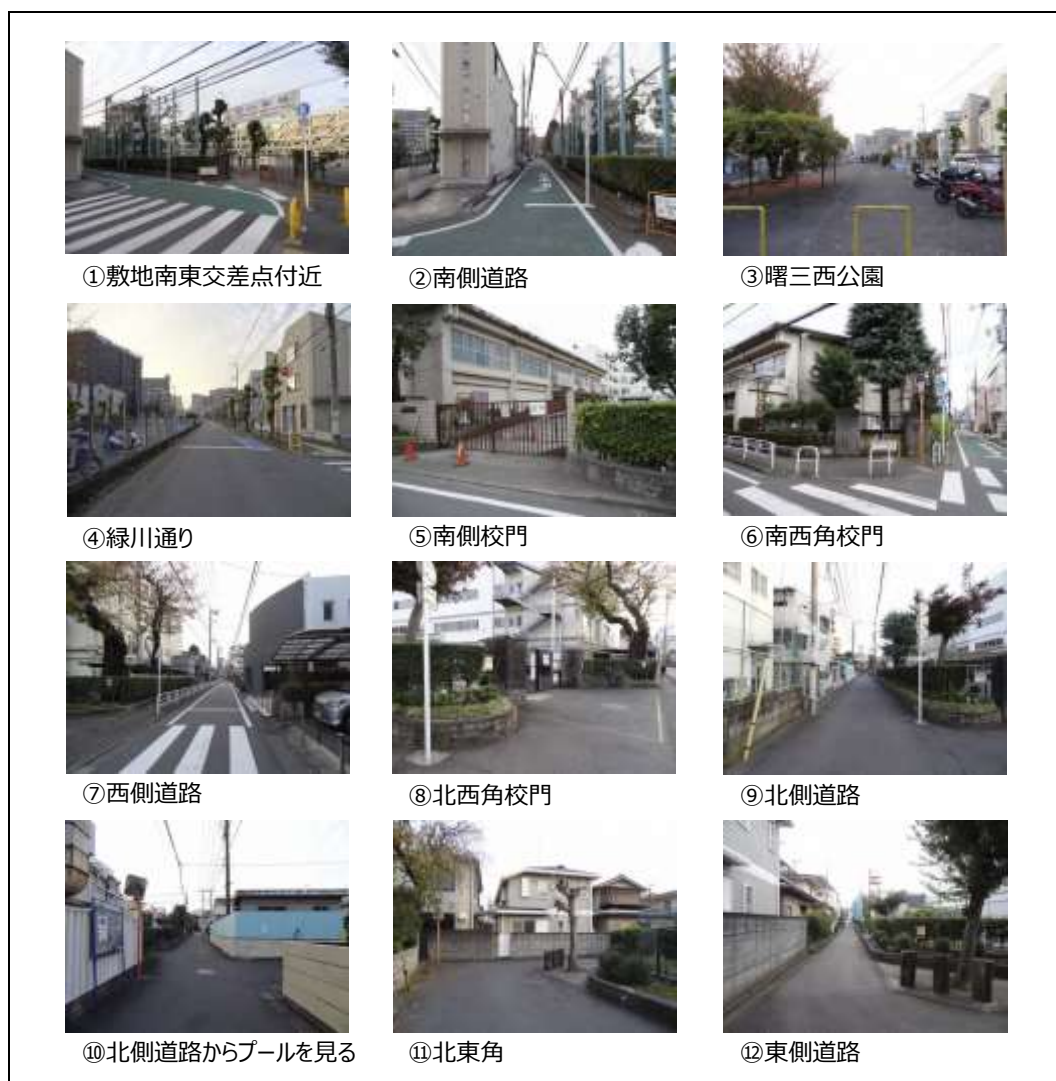 ①敷地南東交差点付近
②南側道路
③曙三西公園
④緑川通り
⑤南側校門
⑥南西角校門
⑦西側道路
⑧北西角校門
⑨北側道路
⑩北側道路からプールを見る
⑪北東角
⑫東側道路